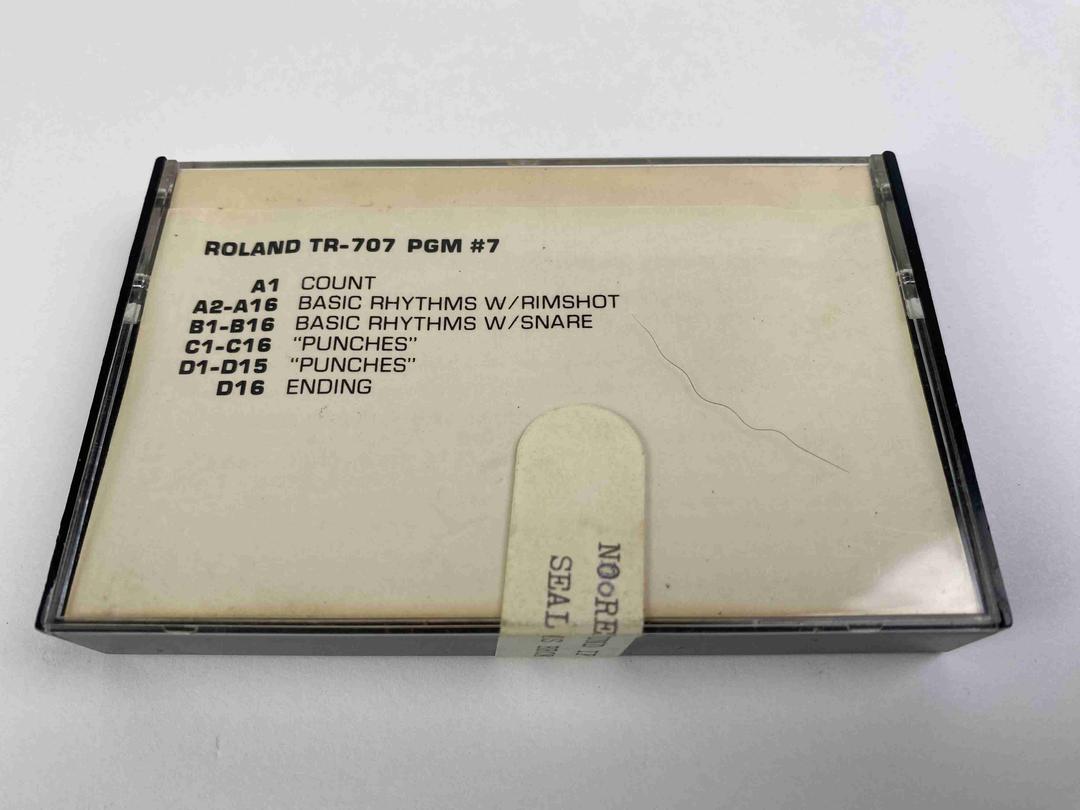 ROLAND TR-707 PGM #7
A1 COUNT
A2-A16 BASIC RHYTHMS W/RIMSHOT
B1-B16 BASIC RHYTHMS W/SNARE
C1-C16 "PUNCHES"
D1-D15 "PUNCHES"
D16 ENDING
SEAL